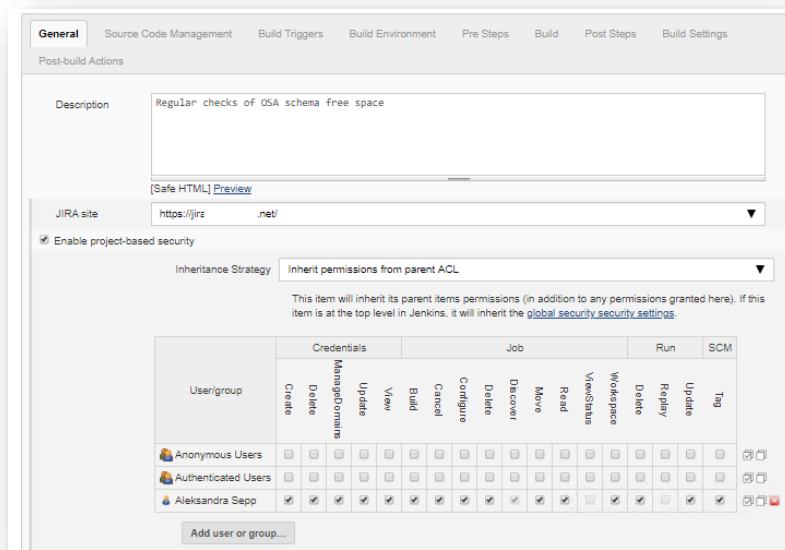 General Source Code Management Build Triggers Build Environment Pre Steps Build Post Steps Build Settings
Post-build Actions
Description
Regular checks of OSA schema free space
[Safe HTML] Preview
JIRA site
https://jira .net/
Enable project-based security
Inheritance Strategy
Inherit permissions from parent ACL
This item will inherit its parent items permissions (in addition to any permissions granted here). If this
item is at the top level in Jenkins, it will inherit the global security security settings.
User/group
Credentials Job Run SCM
Create Delete ManageDomains Update View Build Cancel Configure Delete Discover Move Read ViewStatus Workspace Delete Replay Update Tag
Anonymous Users
Authenticated Users
Aleksandra Sepp
Add user or group...